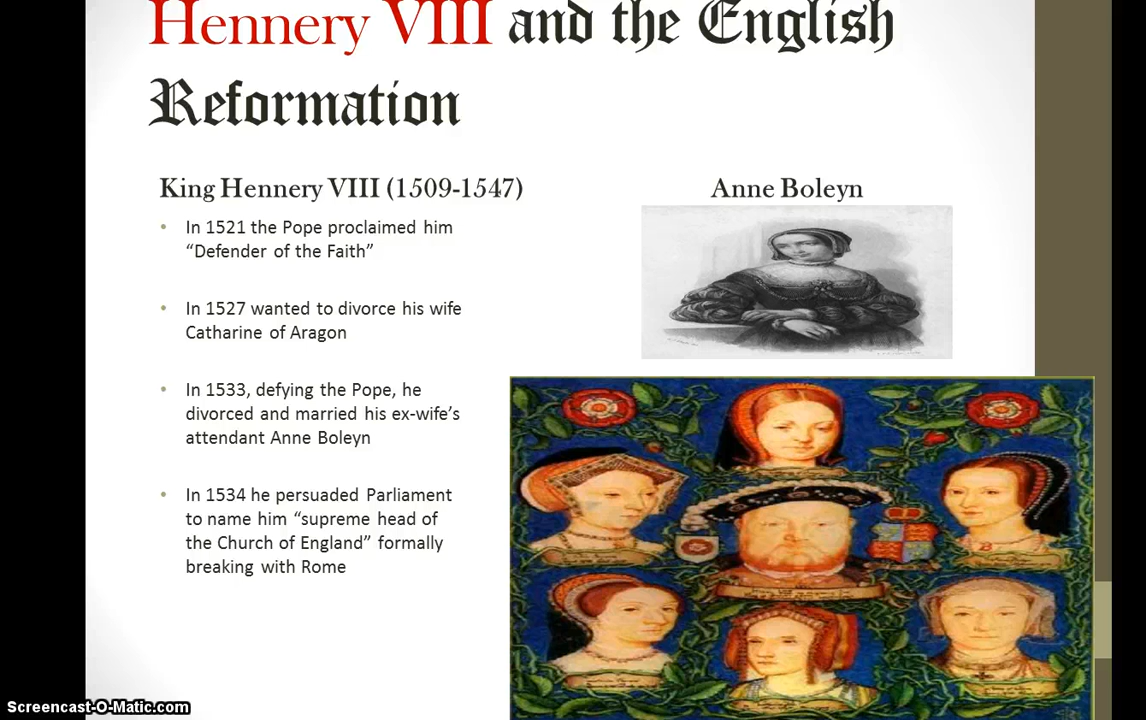 Hennery VIII and the English
Reformation
King Hennery VIII (1509-1547)
• In 1521 the Pope proclaimed him
“Defender of the Faith”
• In 1527 wanted to divorce his wife
Catharine of Aragon
• In 1533, defying the Pope, he
divorced and married his ex-wife’s
attendant Anne Boleyn
• In 1534 he persuaded Parliament
to name him “supreme head of
the Church of England” formally
breaking with Rome
Anne Boleyn
Screencast-O-Matic.com